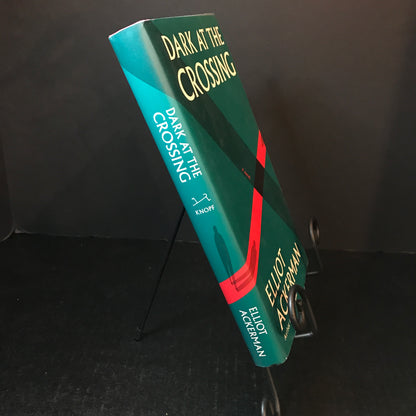 DARK AT THE
CROSSING
ELLIOT
ACKERMAN
DARK AT THE
CROSSING
KNOPF
ELLIOT
ACKERMAN